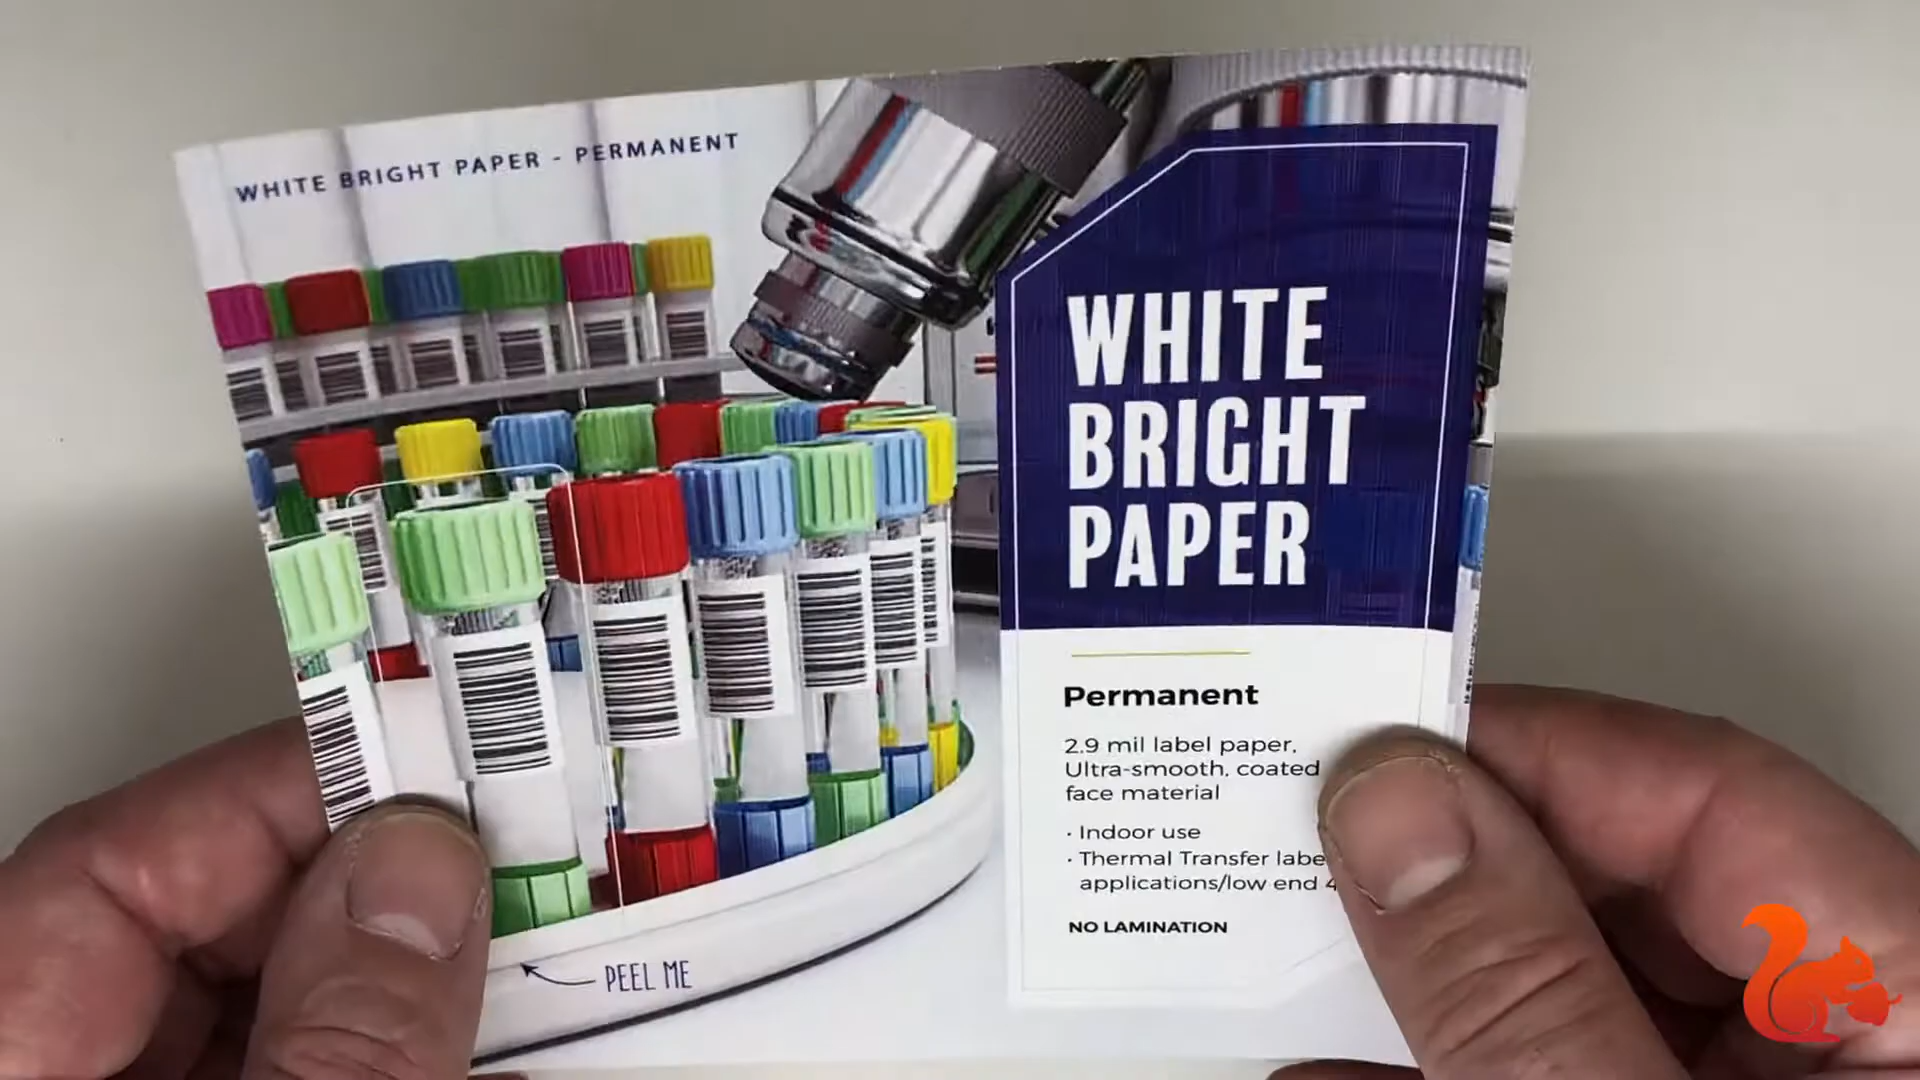 WHITE BRIGHT PAPER - PERMANENT
WHITE
BRIGHT
PAPER
Permanent
2.9 mil label paper,
Ultra-smooth, coated
face material
· Indoor use
· Thermal Transfer
applications/low end
NO LAMINATION
PEEL ME